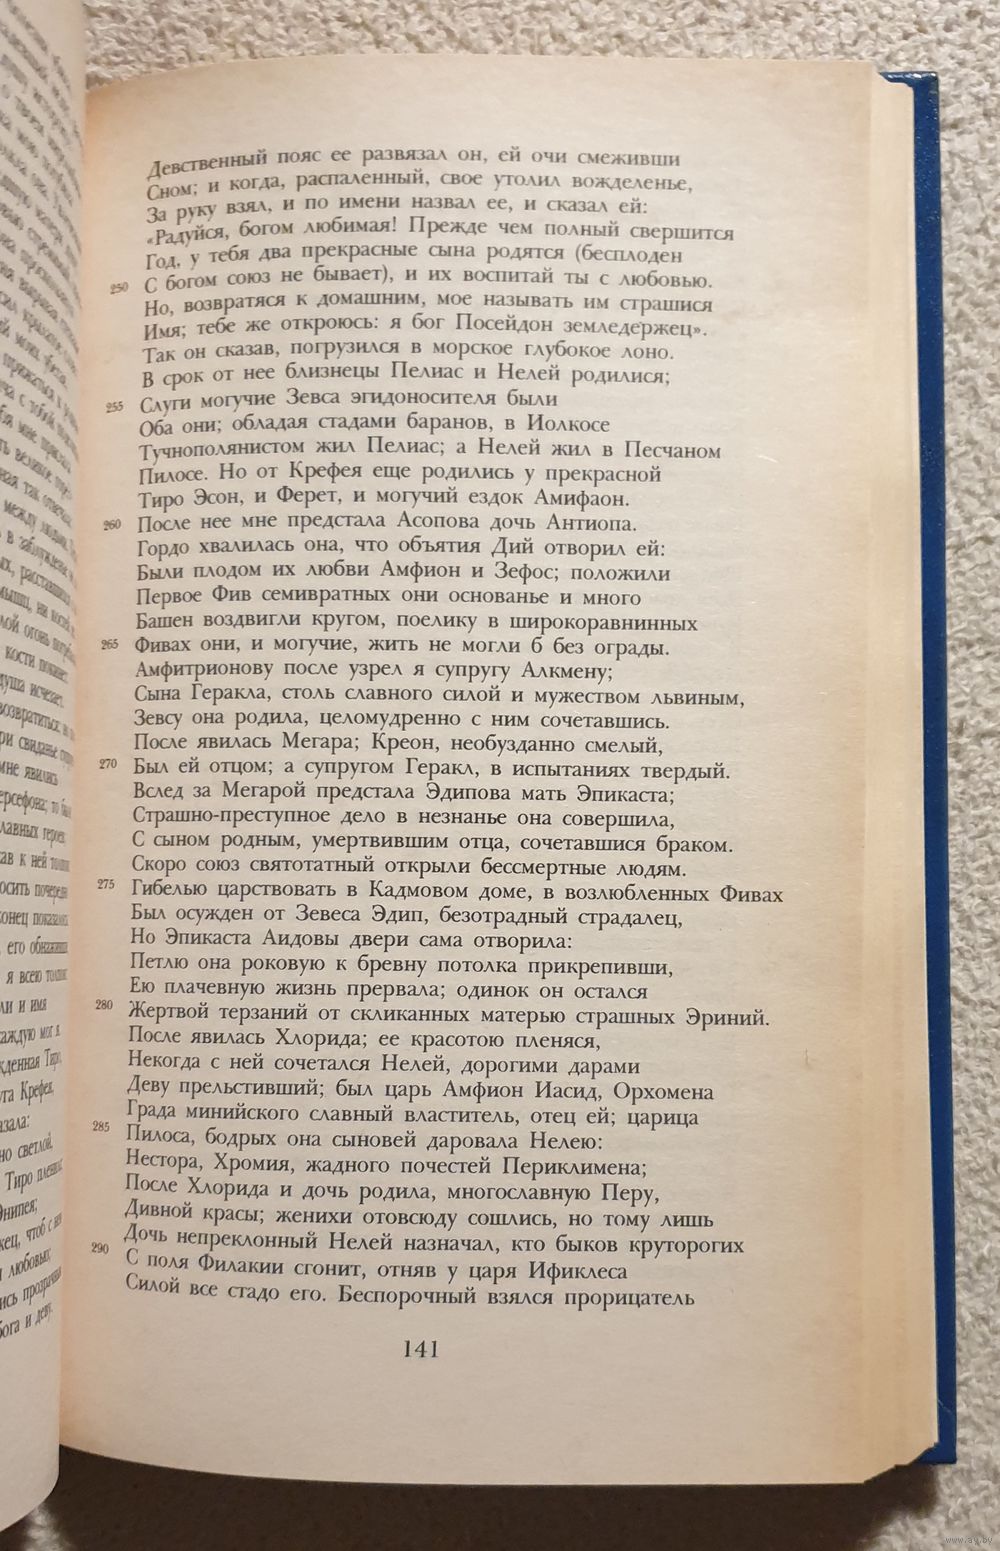 Девственный пояс ее развязал он, ей очи смеживши
Сном; и когда, распаленный, свое утолил вожделенье,
За руку взял, и по имени назвал ее, и сказал ей:
«Радуйся, богом любимая! Прежде чем полный свершится
Год, у тебя два прекрасные сына родятся (бесплоден
250 С богом союз не бывает), и их воспитай ты с любовью.
Но, возвратяся к домашним, мое называть им страшися
Имя; тебе же откроюсь: я бог Посейдон земледержец».
Так он сказав, погрузился в морское глубокое лоно.
В срок от нее близнецы Пелиас и Нелей родилися;
255 Слуги могучие Зевса эгидоносителя были
Оба они; обладая стадами баранов, в Иолкосе
Тучнополянистом жил Пелиас; а Нелей жил в Песчаном
Пилосе. Но от Крефея еще родились у прекрасной
Тиро Эсон, и Ферет, и могучий ездок Амифаон.
260 После нее мне предстала Асопова дочь Антиопа.
Гордо хвалилась она, что объятия Дий отворил ей:
Были плодом их любви Амфион и Зефос; положили
Первое Фив семивратных они основанье и много
Башен воздвигли кругом, поелику в широкоравнинных
265 Фивах они, и могучие, жить не могли б без ограды.
Амфитрионову после узрел я супругу Алкмену;
Сына Геракла, столь славного силой и мужеством львиным,
Зевсу она родила, целомудренно с ним сочетавшись.
После явилась Мегара; Креон, необузданно смелый,
270 Был ей отцом; а супругом Геракл, в испытаниях твердый.
Вслед за Мегарой предстала Эдипова мать Эпикаста;
Страшно-преступное дело в незнанье она совершила,
С сыном родным, умертвившим отца, сочетавшися браком.
Скоро союз святотатный открыли бессмертные людям.
275 Гибелью царствовать в Кадмовом доме, в возлюбленных Фивах
Был осужден от Зевеса Эдип, безотрадный страдалец,
Но Эпикаста Аидовы двери сама отворила:
Петлю она роковую к бревну потолка прикрепивши,
Ею плачевную жизнь прервала; одинок он остался
280 Жертвой терзаний от скликанных матерью страшных Эриний.
После явилась Хлорида; ее красотою пленяся,
Некогда с ней сочетался Нелей, дорогими дарами
Деву прельстивший; был царь Амфион Иасид, Орхомена
Града минийского славный властитель, отец ей; царица
285 Пилоса, бодрых она сыновей даровала Нелею:
Нестора, Хромия, жадного почестей Периклимена;
После Хлорида и дочь родила, многославную Перу,
Дивной красы; женихи отовсюду сошлись, но тому лишь
Дочь непреклонный Нелей назначал, кто быков круторогих
290 С поля Филакии сгонит, отняв у царя Ификлеса
Силой все стадо его. Беспорочный взялся прорицатель
141
www.ay.by